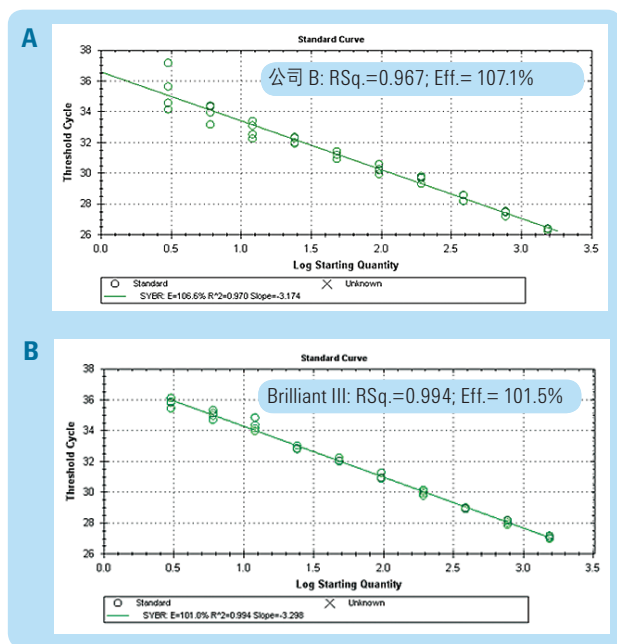 A
Standard Curve
公司 B: RSq.=0.967; Eff.= 107.1%
Threshold Cycle
38
36
34
32
30
28
26
0.0 0.5 1.0 1.5 2.0 2.5 3.0 3.5
Log Starting Quantity
Standard Unknown
SYBR: E=106.6% R^2=0.970 Slope=-3.174
B
Standard Curve
Brilliant III: RSq.=0.994; Eff.= 101.5%
Threshold Cycle
38
36
34
32
30
28
26
0.0 0.5 1.0 1.5 2.0 2.5 3.0 3.5
Log Starting Quantity
Standard Unknown
SYBR: E=101.0% R^2=0.994 Slope=-3.298